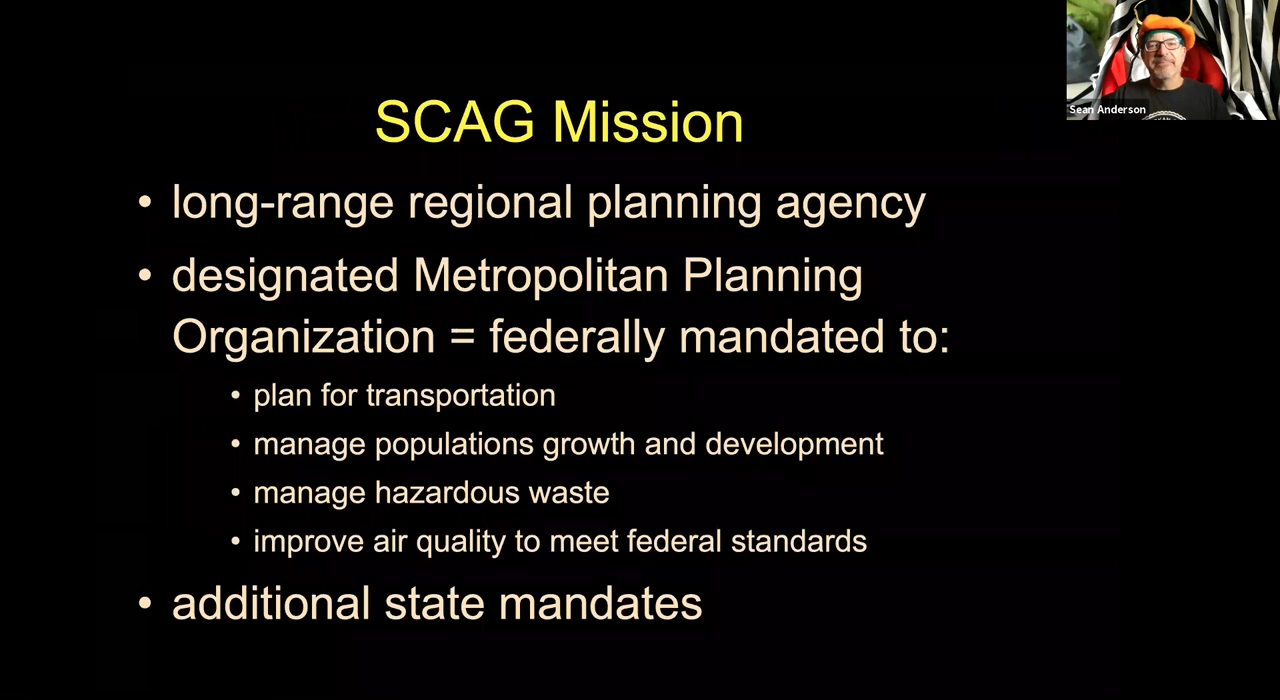 SCAG Mission
• long-range regional planning agency
• designated Metropolitan Planning
Organization = federally mandated to:
• plan for transportation
• manage populations growth and development
• manage hazardous waste
• improve air quality to meet federal standards
• additional state mandates
Sean Anderson